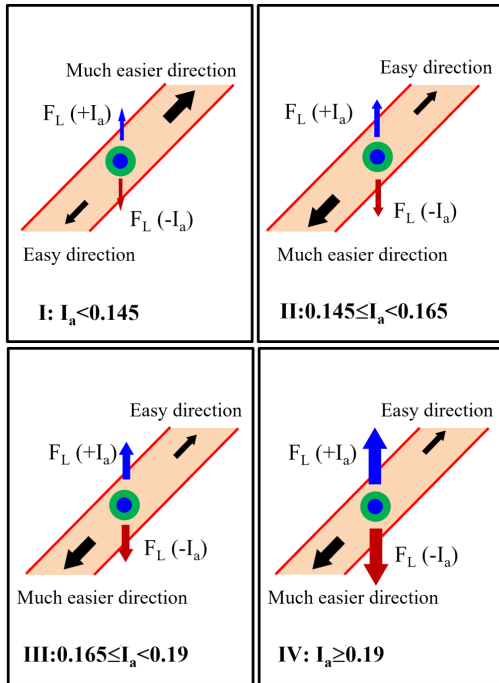 Much easier direction
F_L (+I_a)
F_L (-I_a)
Easy direction
I: I_a<0.145
Easy direction
F_L (+I_a)
F_L (-I_a)
Much easier direction
II:0.145≤I_a<0.165
Easy direction
F_L (+I_a)
F_L (-I_a)
Much easier direction
III:0.165≤I_a<0.19
Easy direction
F_L (+I_a)
F_L (-I_a)
Much easier direction
IV: I_a≥0.19